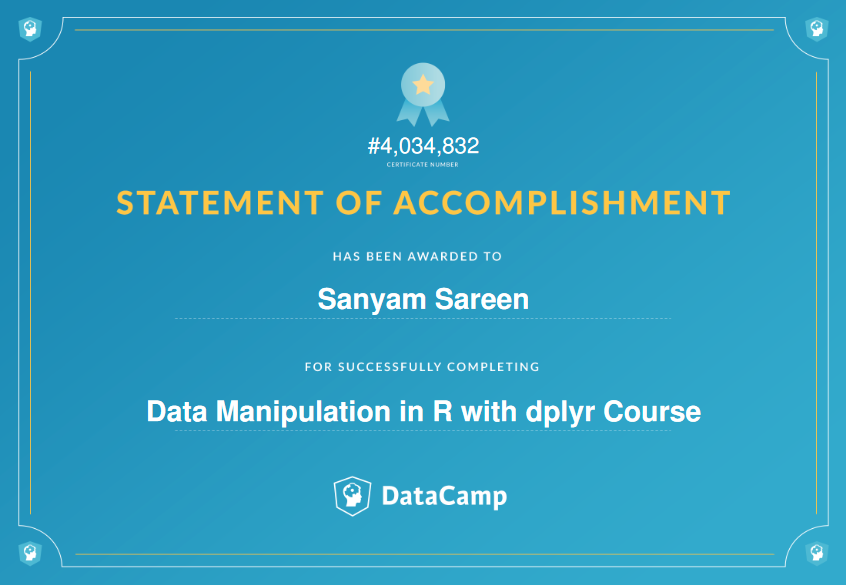 #4,034,832
CERTIFICATE NUMBER
STATEMENT OF ACCOMPLISHMENT
HAS BEEN AWARDED TO
Sanyam Sareen
FOR SUCCESSFULLY COMPLETING
Data Manipulation in R with dplyr Course
DataCamp